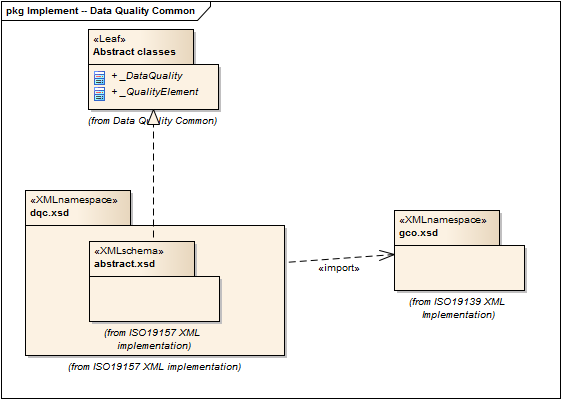 pkg Implement -- Data Quality Common
«Leaf»
Abstract classes
+ _DataQuality
+ _QualityElement
(from Data Quality Common)
«XMLnamespace»
dqc.xsd
«XMLschema»
abstract.xsd
(from ISO19157 XML
implementation)
(from ISO19157 XML implementation)
«import»
«XMLnamespace»
gco.xsd
(from ISO19139 XML
Implementation)